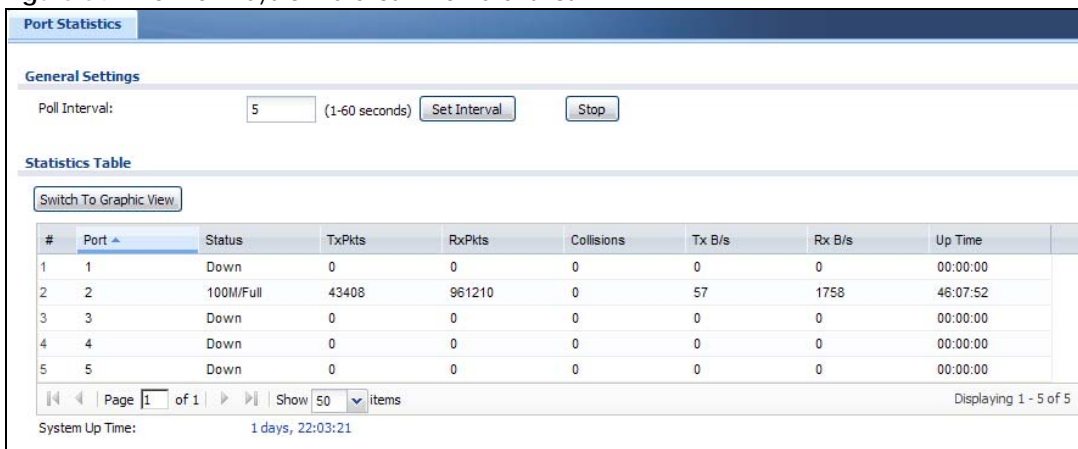 Port Statistics
General Settings
Poll Interval: 5 (1-60 seconds) Set Interval Stop
Statistics Table
Switch To Graphic View
# Port Status TxPkts RxPkts Collisions Tx B/s Rx B/s Up Time
1 1 Down 0 0 0 0 0 00:00:00
2 2 100M/Full 43408 961210 0 57 1758 46:07:52
3 3 Down 0 0 0 0 0 00:00:00
4 4 Down 0 0 0 0 0 00:00:00
5 5 Down 0 0 0 0 0 00:00:00
Page 1 of 1 Show 50 items Displaying 1 - 5 of 5
System Up Time: 1 days, 22:03:21